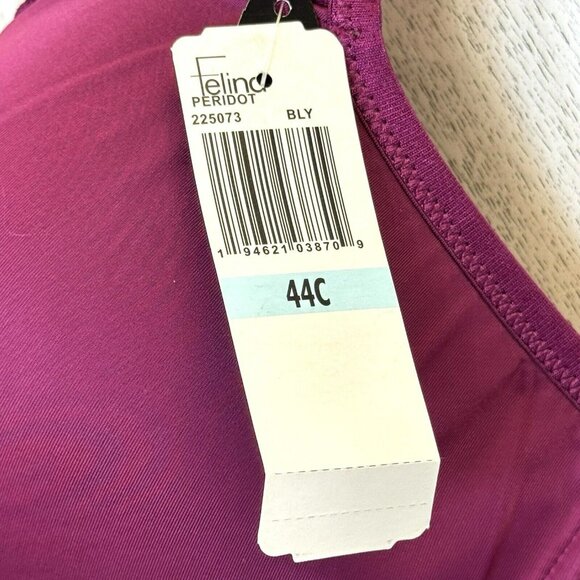 Felina
PERIDOT
225073 BLY
1 94621 03870 9
44C